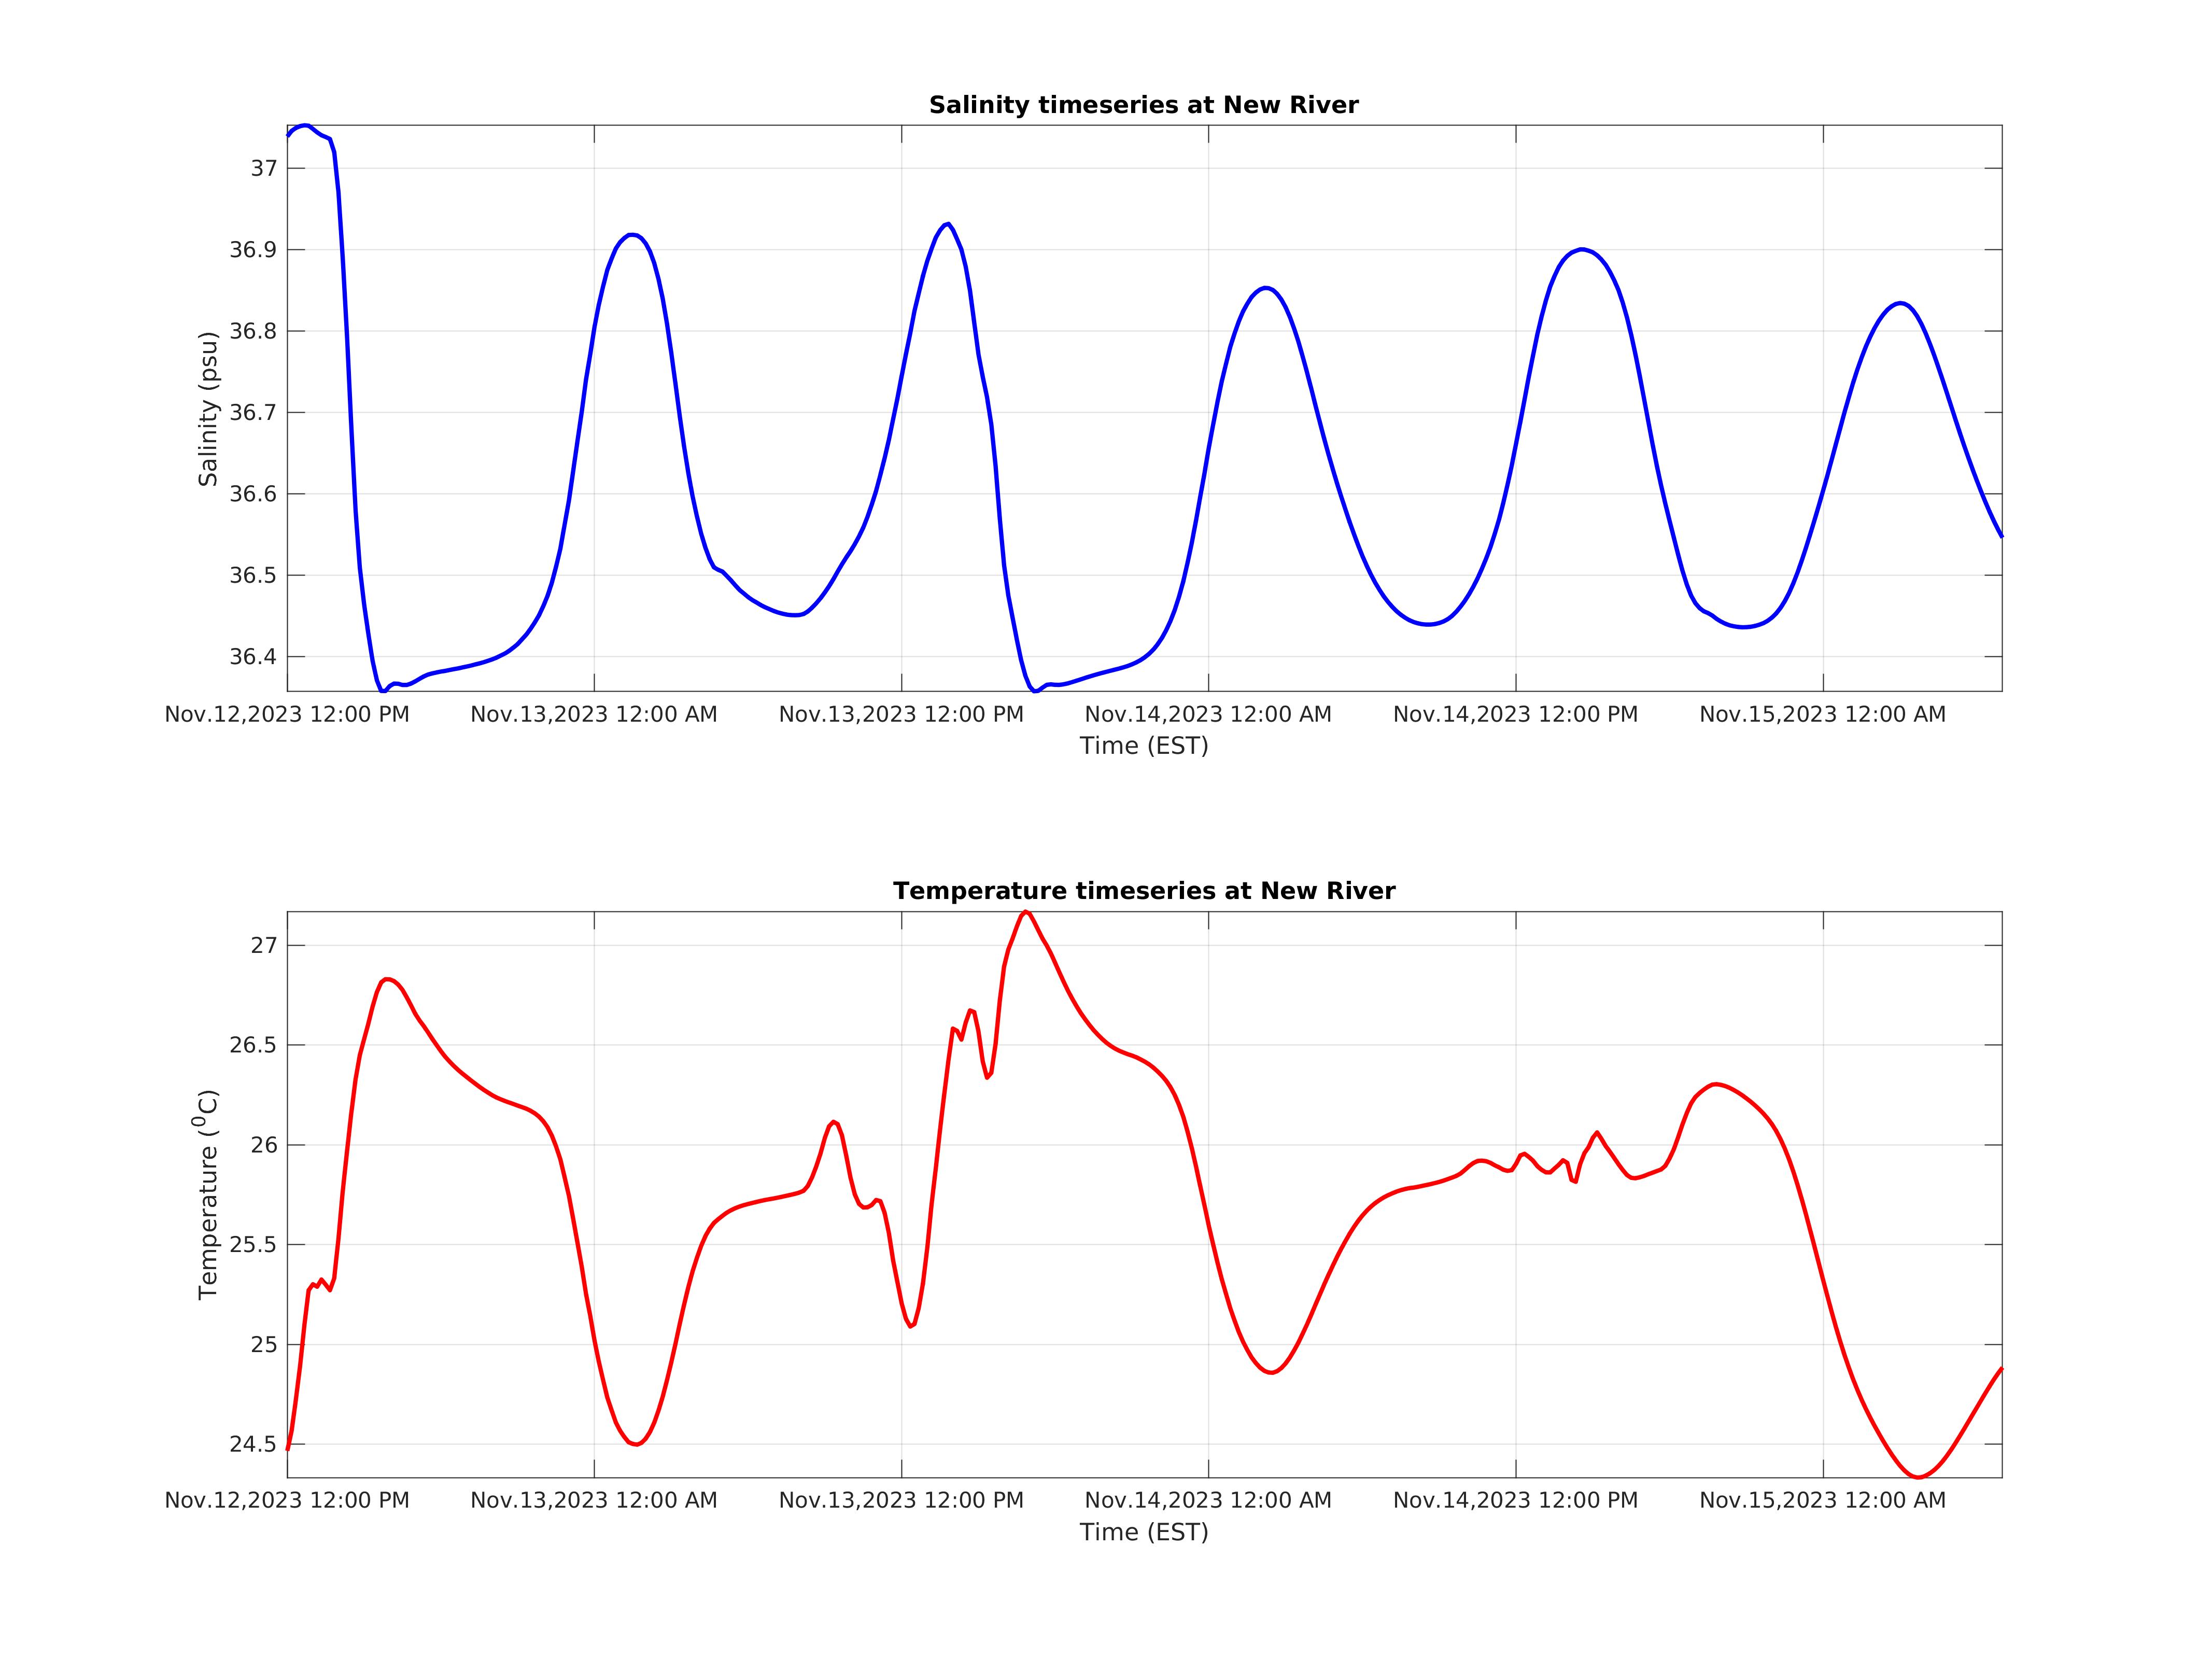 Salinity timeseries at New River
37
36.9
36.8
36.7
36.6
36.5
36.4
Salinity (psu)
Nov.12,2023 12:00 PM Nov.13,2023 12:00 AM Nov.13,2023 12:00 PM Nov.14,2023 12:00 AM Nov.14,2023 12:00 PM Nov.15,2023 12:00 AM
Time (EST)
Temperature timeseries at New River
27
26.5
26
25.5
25
24.5
Temperature (⁰C)
Nov.12,2023 12:00 PM Nov.13,2023 12:00 AM Nov.13,2023 12:00 PM Nov.14,2023 12:00 AM Nov.14,2023 12:00 PM Nov.15,2023 12:00 AM
Time (EST)